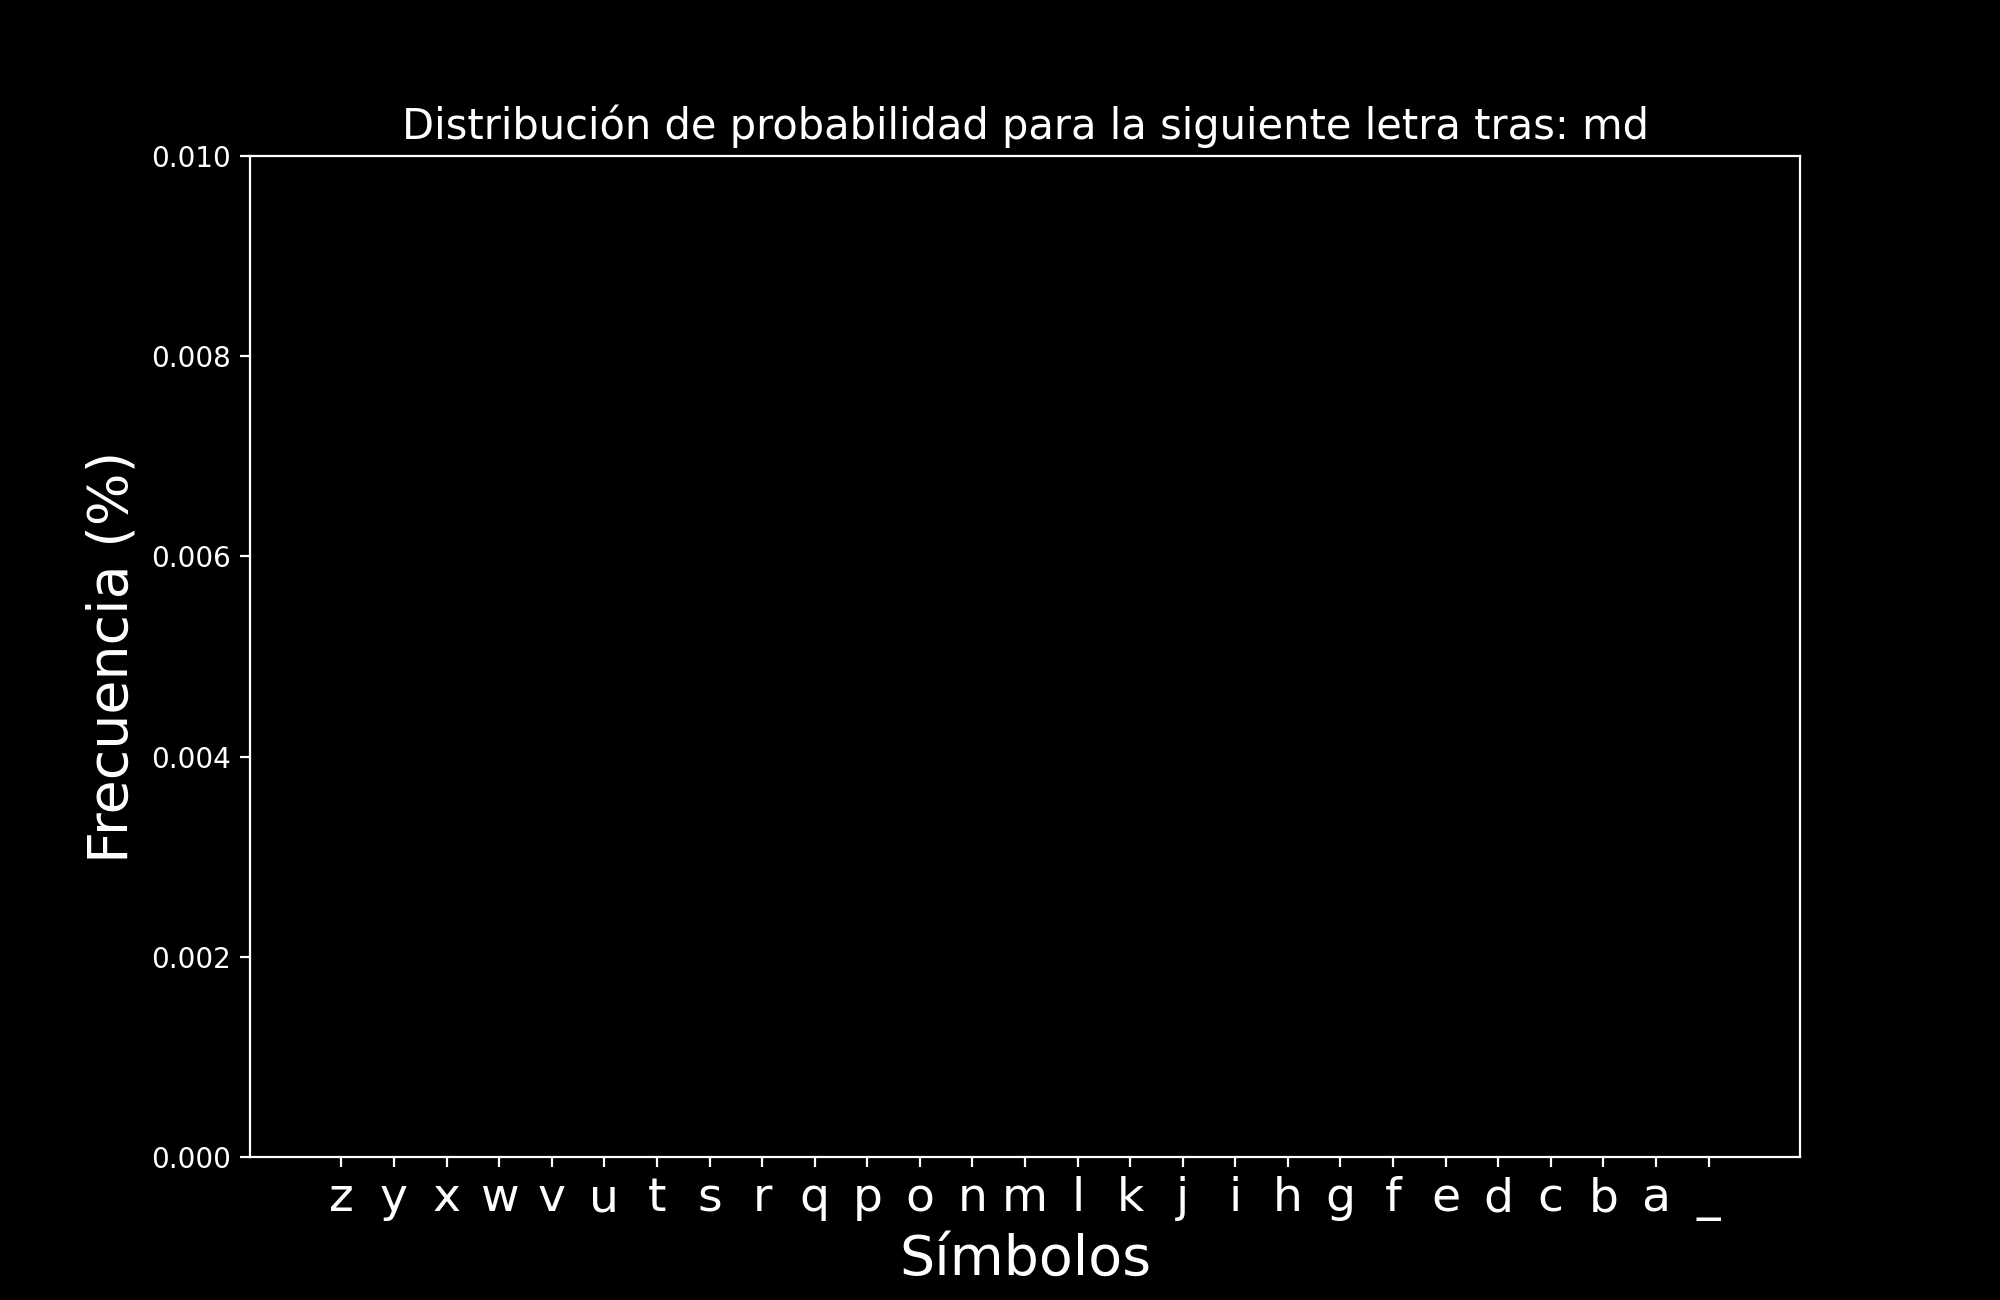 Distribución de probabilidad para la siguiente letra tras: md
0.010
0.008
0.006
0.004
0.002
0.000
Frecuencia (%)
z y x w v u t s r q p o n m l k j i h g f e d c b a _
Símbolos